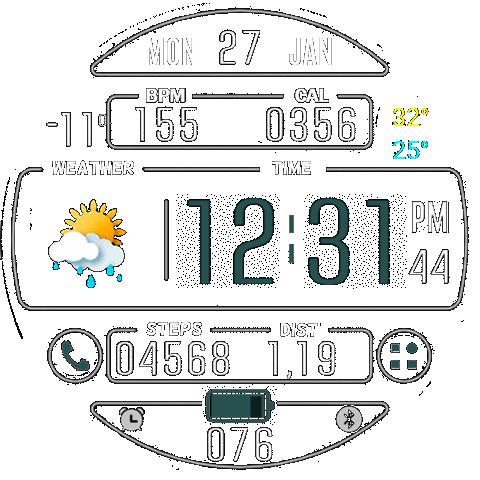 MON 27 JAN
BPM CAL
-11° 155 0356 32°
25°
WEATHER TIME
12:31 PM
44
STEPS DIST
04568 1,19
076